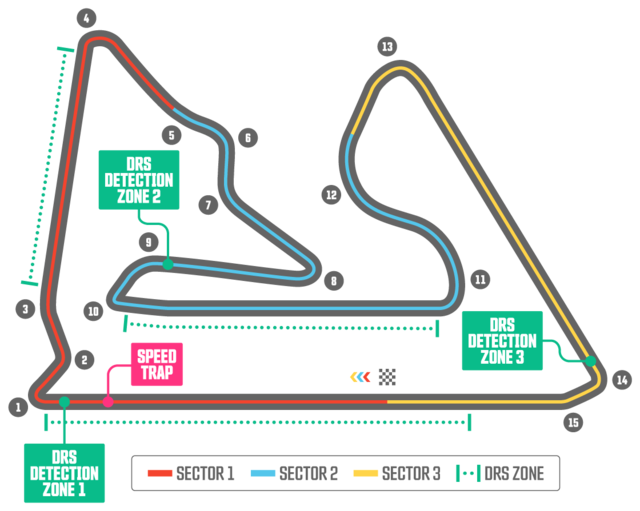 4
13
5
6
DRS
DETECTION
ZONE 2
7
12
9
8
11
3
10
DRS
DETECTION
ZONE 3
2
SPEED
TRAP
14
1
15
DRS
DETECTION
ZONE 1
SECTOR 1
SECTOR 2
SECTOR 3
DRS ZONE